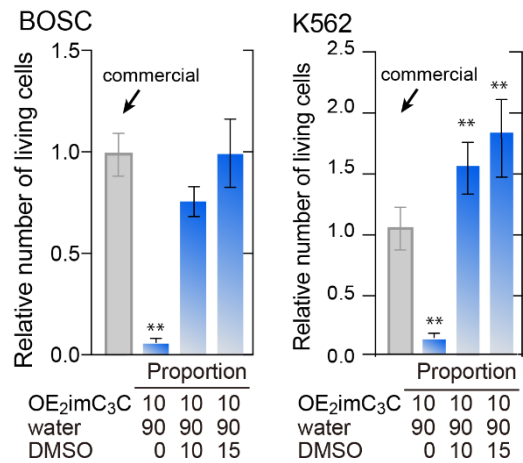 BOSC
Relative number of living cells
1.5
1.0
0.5
0.0
commercial
**
Proportion
OE₂imC₃C 10 10 10
water 90 90 90
DMSO 0 10 15
K562
Relative number of living cells
2.5
2.0
1.5
1.0
0.5
0.0
commercial
**
**
**
Proportion
OE₂imC₃C 10 10 10
water 90 90 90
DMSO 0 10 15